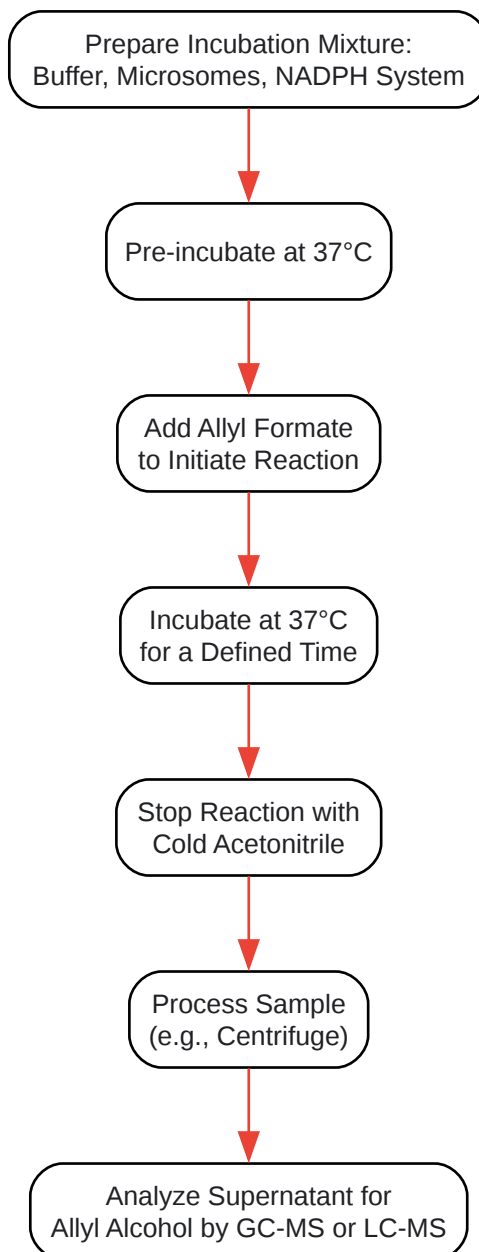 Prepare Incubation Mixture:
Buffer, Microsomes, NADPH System
Pre-incubate at 37°C
Add Allyl Formate
to Initiate Reaction
Incubate at 37°C
for a Defined Time
Stop Reaction with
Cold Acetonitrile
Process Sample
(e.g., Centrifuge)
Analyze Supernatant for
Allyl Alcohol by GC-MS or LC-MS